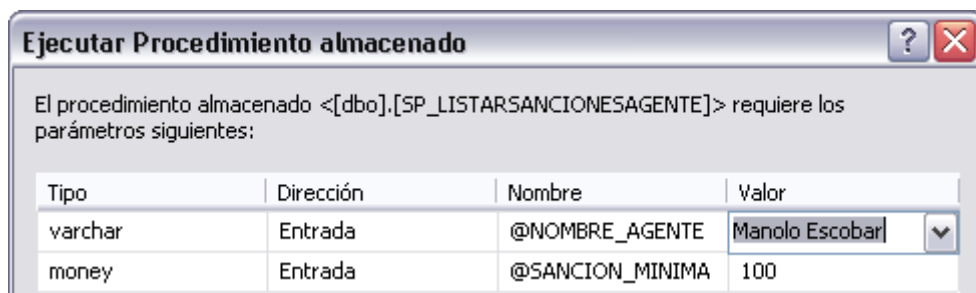 Ejecutar Procedimiento almacenado
El procedimiento almacenado <[dbo].[SP_LISTARSANCIONESAGENTE]> requiere los
parámetros siguientes:
Tipo Dirección Nombre Valor
varchar Entrada @NOMBRE_AGENTE Manolo Escobar
money Entrada @SANCION_MINIMA 100